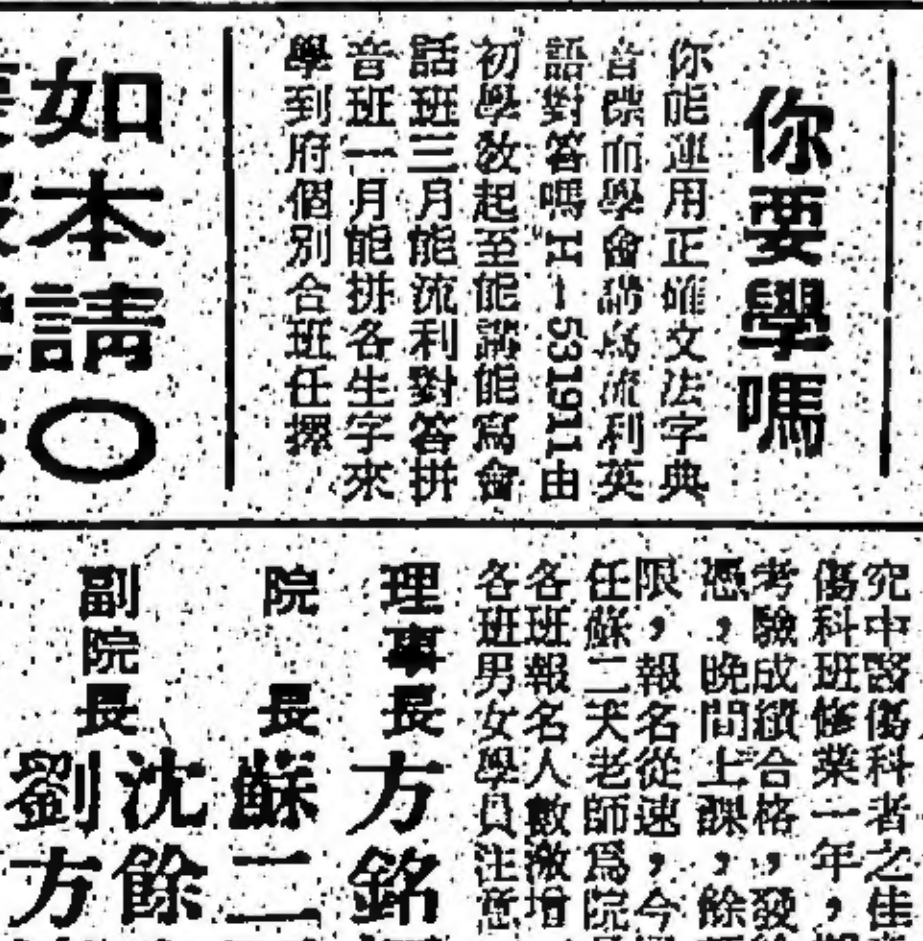 你要學嗎
你能運用正確文法字典
音標而學會講寫流利英
語對答嗎H－531911由
初學教起至能講能寫會
話班三月能流利對答拼
音班一月能拼各生字來
學到府個別合班任擇
如本請○
究中醫傷科者之佳
傷科班修業一年，
考驗成績合格，發給
憑，晚間上課，餘
限，報名從速，今
任蘇二天老師為院
各班報名人數激增
各班男女學員注意
理事長方銘
院長蘇二
副院長沈餘
劉方